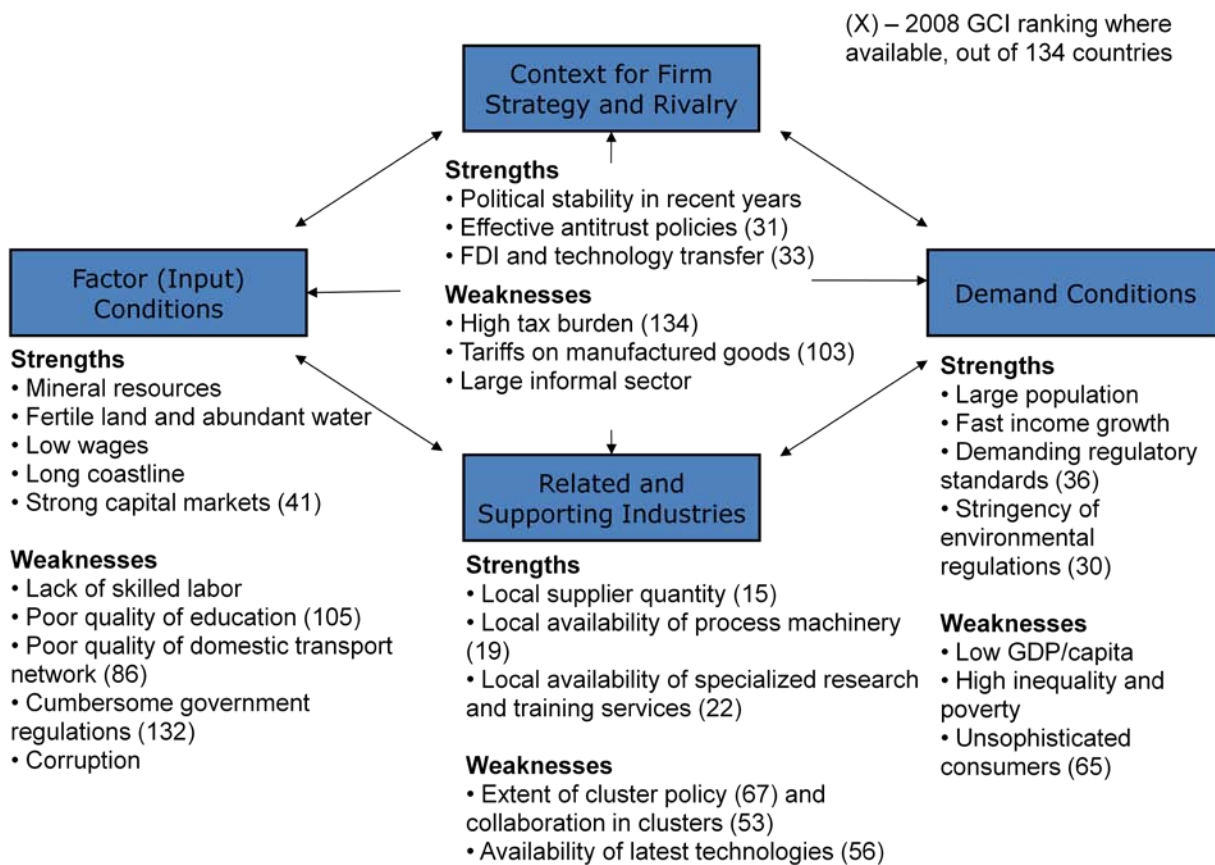 (X) – 2008 GCI ranking where
available, out of 134 countries
Context for Firm
Strategy and Rivalry
Strengths
• Political stability in recent years
• Effective antitrust policies (31)
• FDI and technology transfer (33)
Weaknesses
• High tax burden (134)
• Tariffs on manufactured goods (103)
• Large informal sector
Factor (Input)
Conditions
Strengths
• Mineral resources
• Fertile land and abundant water
• Low wages
• Long coastline
• Strong capital markets (41)
Weaknesses
• Lack of skilled labor
• Poor quality of education (105)
• Poor quality of domestic transport
network (86)
• Cumbersome government
regulations (132)
• Corruption
Related and
Supporting Industries
Strengths
• Local supplier quantity (15)
• Local availability of process machinery
(19)
• Local availability of specialized research
and training services (22)
Weaknesses
• Extent of cluster policy (67) and
collaboration in clusters (53)
• Availability of latest technologies (56)
Demand Conditions
Strengths
• Large population
• Fast income growth
• Demanding regulatory
standards (36)
• Stringency of
environmental
regulations (30)
Weaknesses
• Low GDP/capita
• High inequality and
poverty
• Unsophisticated
consumers (65)